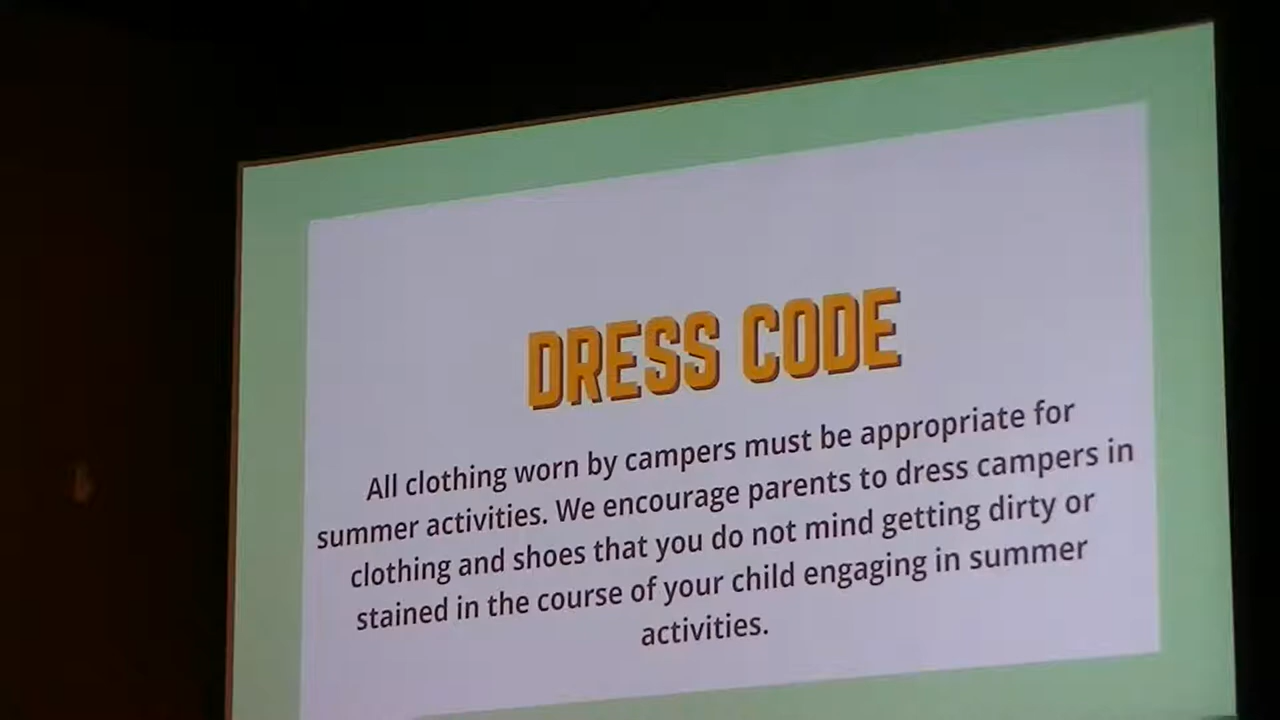 DRESS CODE
All clothing worn by campers must be appropriate for
summer activities. We encourage parents to dress campers in
clothing and shoes that you do not mind getting dirty or
stained in the course of your child engaging in summer
activities.